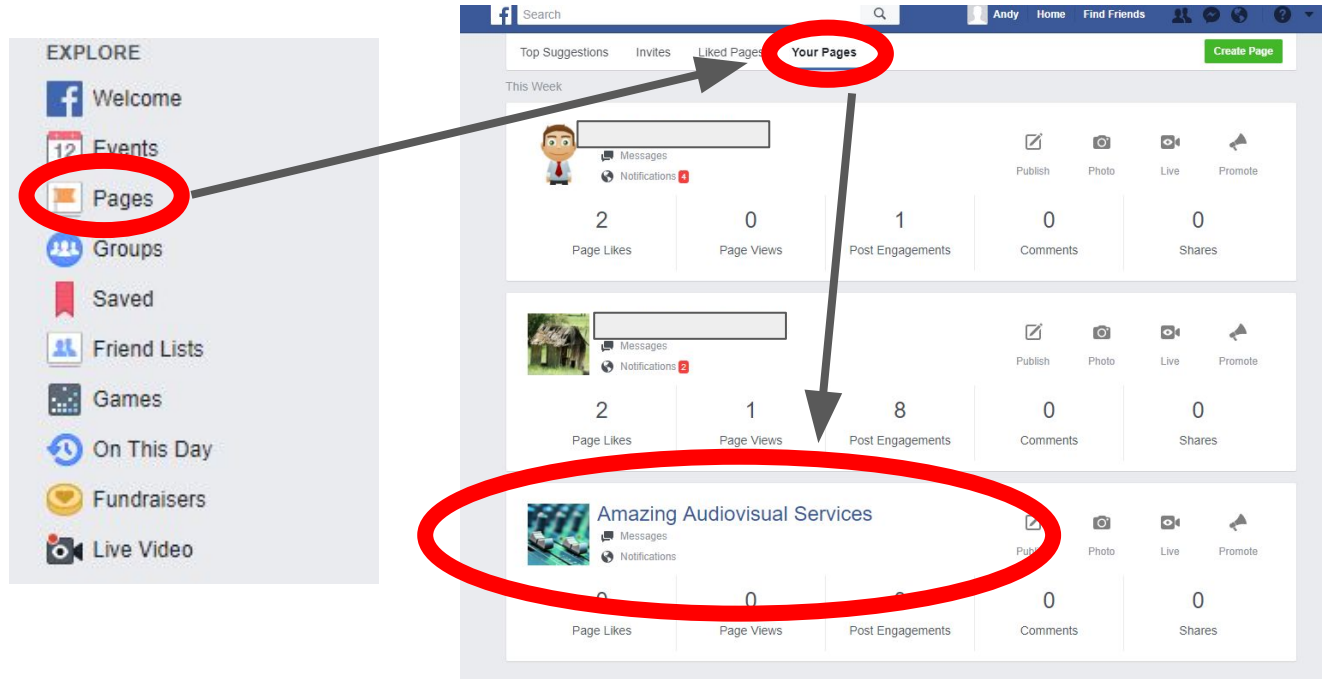 EXPLORE
Welcome
12 Events
Pages
Groups
Saved
Friend Lists
Games
On This Day
Fundraisers
Live Video
f Search Andy Home Find Friends ?
Top Suggestions Invites Liked Pages Your Pages Create Page
This Week
Messages
Notifications 4
Publish Photo Live Promote
2 0 1 0 0
Page Likes Page Views Post Engagements Comments Shares
Messages
Notifications 2
Publish Photo Live Promote
2 1 8 0 0
Page Likes Page Views Post Engagements Comments Shares
Amazing Audiovisual Services
Messages
Notifications
Publish Photo Live Promote
0 0 0
Page Likes Page Views Post Engagements Comments Shares